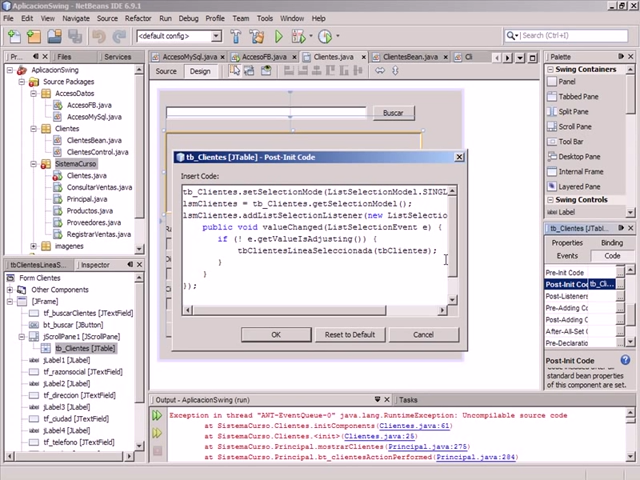 AplicacionSwing - NetBeans IDE 6.9.1
File Edit View Navigate Source Refactor Run Debug Profile Team Tools Window Help
<default config>
Search (Ctrl+I)
Files Services
AplicacionSwing
Source Packages
AccesoDatos
AccesoFB.java
AccesoMySql.java
Clientes
ClientesBean.java
ClientesControl.java
SistemaCurso
Clientes.java
ConsultarVentas.java
Principal.java
Productos.java
Proveedores.java
RegistrarVentas.java
imagenes
tbClientesLineaS... Inspector
Form Clientes
Other Components
[JFrame]
tf_buscarClientes [JTextField]
bt_buscar [JButton]
jScrollPane1 [JScrollPane]
tb_Clientes [JTable]
jLabel1 [JLabel]
tf_razonsocial [JTextField]
jLabel2 [JLabel]
tf_direccion [JTextField]
jLabel3 [JLabel]
tf_ciudad [JTextField]
jLabel4 [JLabel]
tf_telefono [JTextField]
AccesoMySql.java AccesoFB.java Clientes.java ClientesBean.java Cli
Source Design
Buscar
tb_Clientes [JTable] - Post-Init Code
Insert Code:
tb_Clientes.setSelectionMode(ListSelectionModel.SINGL
lsmClientes = tb_Clientes.getSelectionModel();
lsmClientes.addListSelectionListener(new ListSelectio
public void valueChanged(ListSelectionEvent e) {
if (! e.getValueIsAdjusting()) {
tbClientesLineaSeleccionada(tbClientes);
}
}
});
OK Reset to Default Cancel
Palette
Swing Containers
Panel
Tabbed Pane
Split Pane
Scroll Pane
Tool Bar
Desktop Pane
Internal Frame
Layered Pane
Swing Controls
Label
tb_Clientes [JTab...
Properties Binding
Events Code
Pre-Init Code
Post-Init Coc tb_Cli...
Post-Listeners
Pre-Adding C
Post-Adding C
After-All-Set C
Pre-Declaratic
Post-Init Code
all standard
bean properties
of this component
are set.
Output - AplicacionSwing (run) Tasks
Exception in thread "AWT-EventQueue-0" java.lang.RuntimeException: Uncompilable source code
at SistemaCurso.Clientes.initComponents(Clientes.java:61)
at SistemaCurso.Clientes.<init>(Clientes.java:25)
at SistemaCurso.Principal.mostrarClientes(Principal.java:275)
at SistemaCurso.Principal.bt_clientesActionPerformed(Principal.java:284)